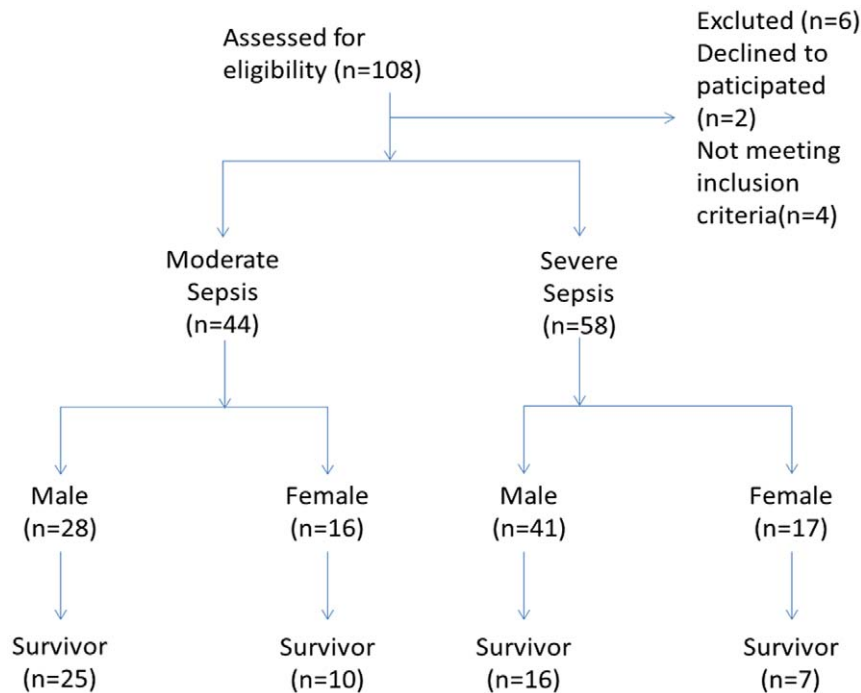 Assessed for
eligibility (n=108)
Excluted (n=6)
Declined to
paticipated
(n=2)
Not meeting
inclusion
criteria(n=4)
Moderate
Sepsis
(n=44)
Severe
Sepsis
(n=58)
Male
(n=28)
Female
(n=16)
Male
(n=41)
Female
(n=17)
Survivor
(n=25)
Survivor
(n=10)
Survivor
(n=16)
Survivor
(n=7)